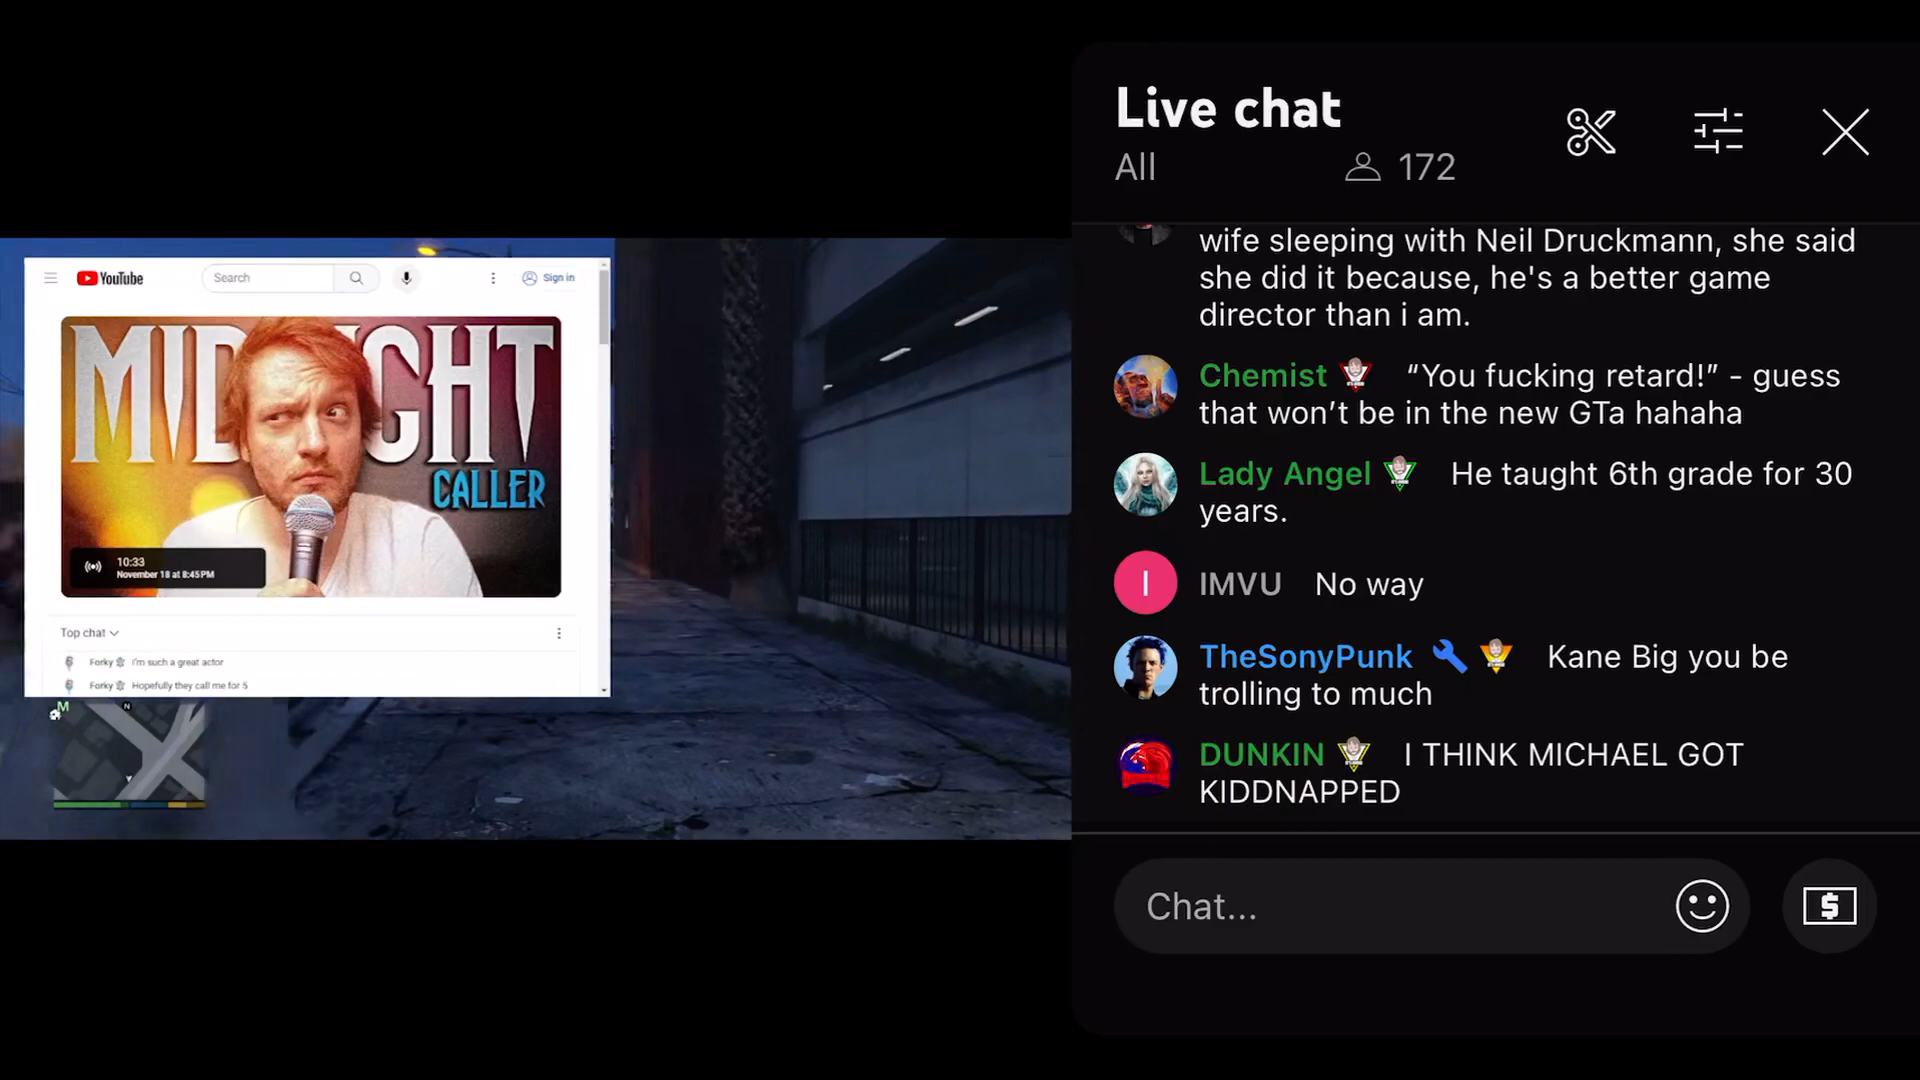 YouTube
Search
Sign in
MIDNIGHT
CALLER
10:33
November 18 at 8:45 PM
Top chat
Forky I'm such a great actor
Forky Hopefully they call me for 5
M
N
Live chat
All
172
wife sleeping with Neil Druckmann, she said
she did it because, he's a better game
director than i am.
Chemist “You fucking retard!” - guess
that won’t be in the new GTa hahaha
Lady Angel He taught 6th grade for 30
years.
I
IMVU No way
TheSonyPunk Kane Big you be
trolling to much
DUNKIN I THINK MICHAEL GOT
KIDDNAPPED
Chat...
$